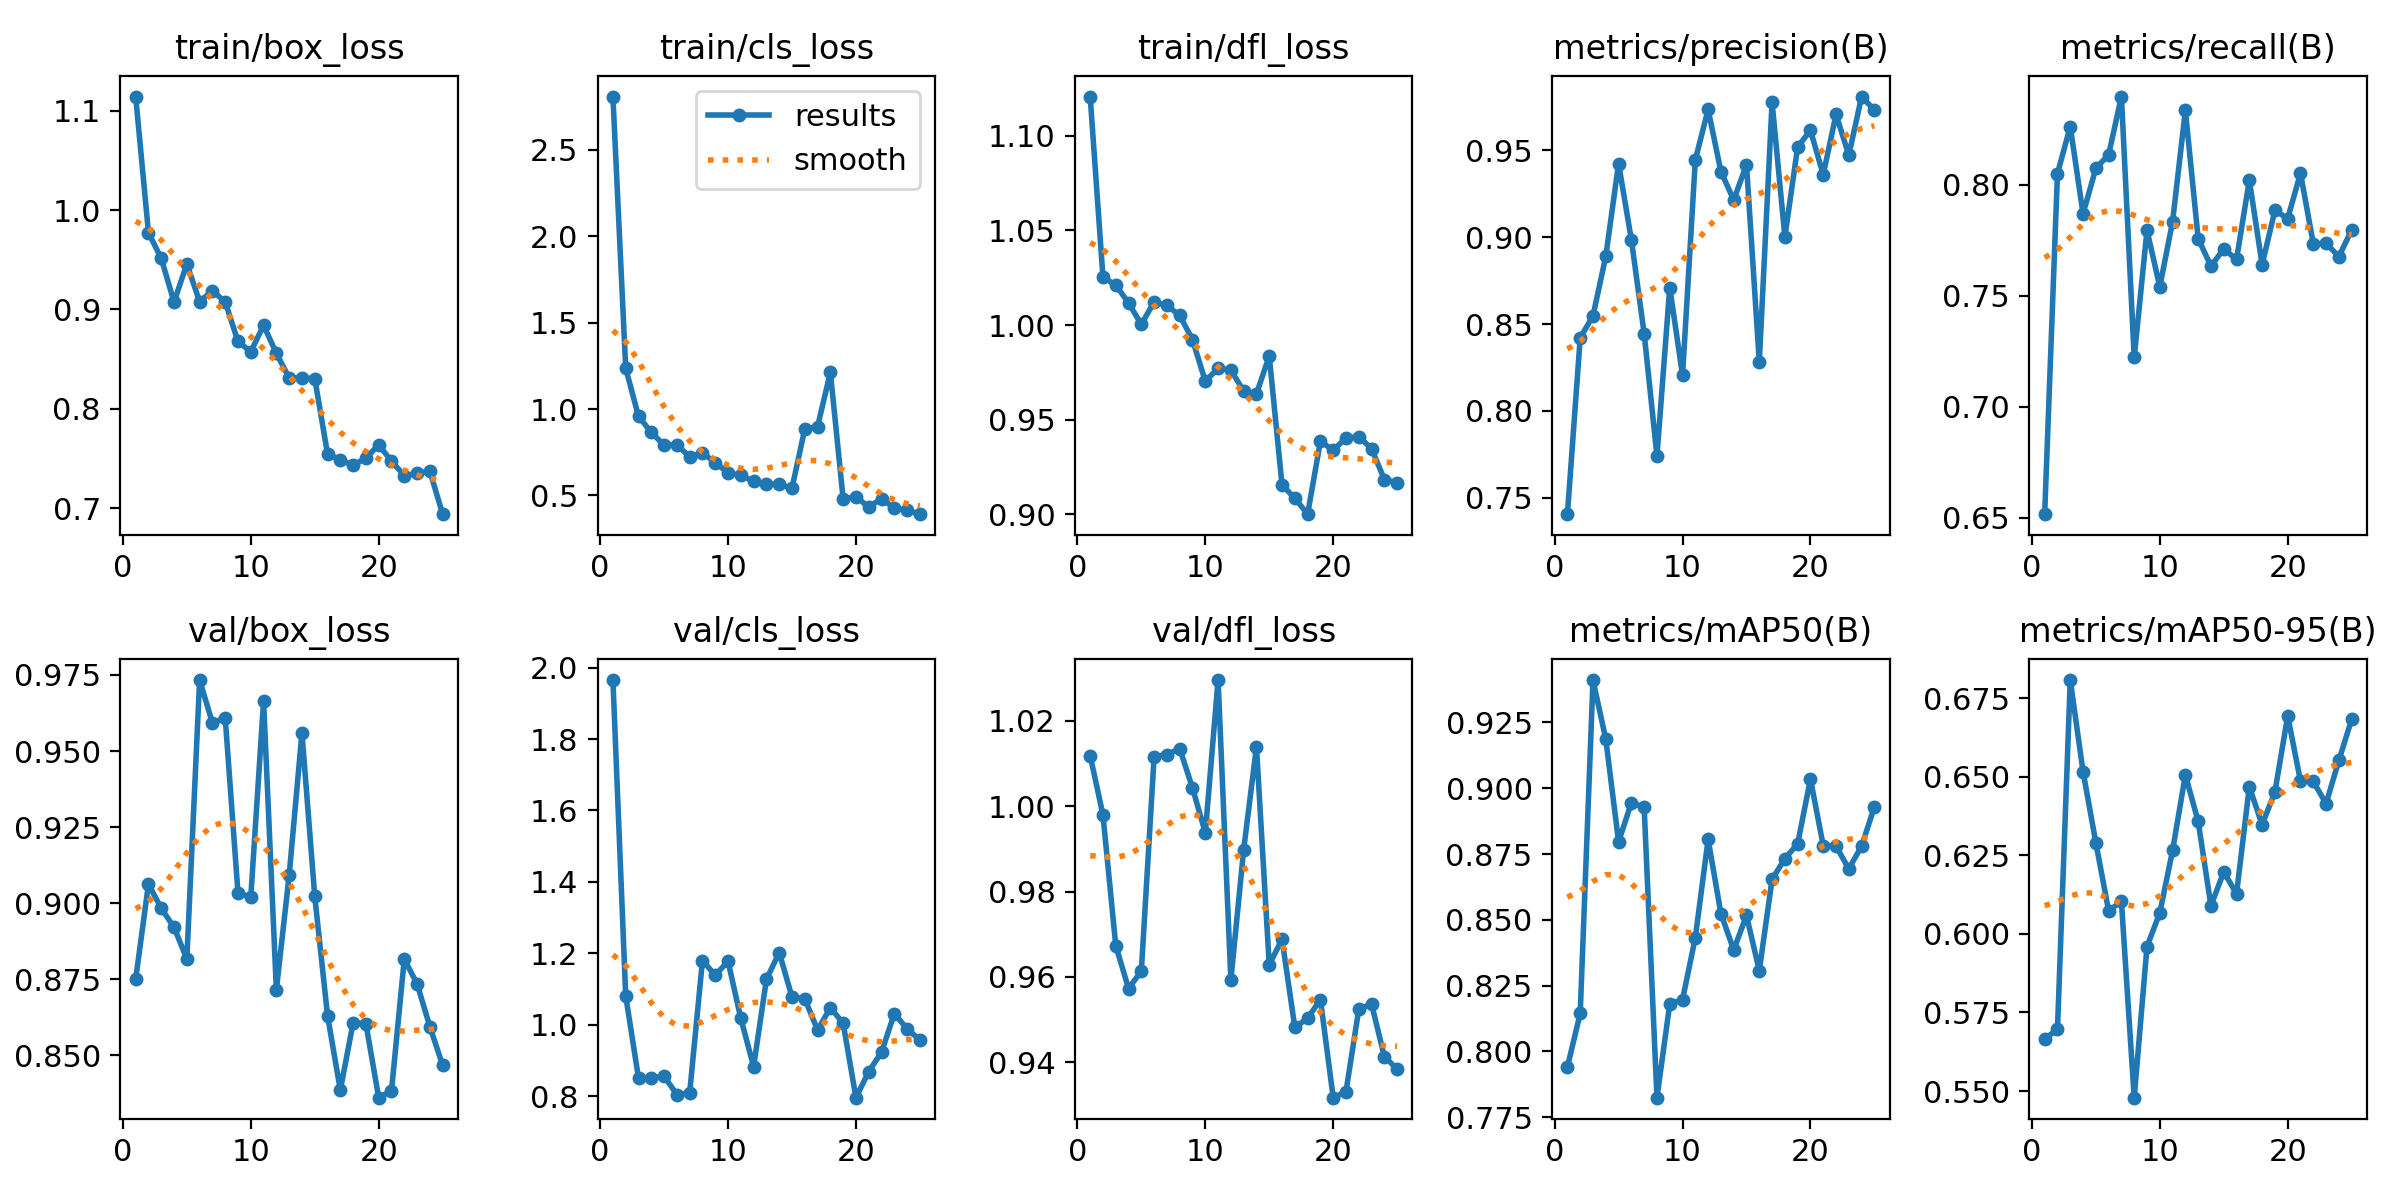 train/box_loss
1.1
1.0
0.9
0.8
0.7
0 10 20
train/cls_loss
results
smooth
2.5
2.0
1.5
1.0
0.5
0 10 20
train/dfl_loss
1.10
1.05
1.00
0.95
0.90
0 10 20
metrics/precision(B)
0.95
0.90
0.85
0.80
0.75
0 10 20
metrics/recall(B)
0.80
0.75
0.70
0.65
0 10 20
val/box_loss
0.975
0.950
0.925
0.900
0.875
0.850
0 10 20
val/cls_loss
2.0
1.8
1.6
1.4
1.2
1.0
0.8
0 10 20
val/dfl_loss
1.02
1.00
0.98
0.96
0.94
0 10 20
metrics/mAP50(B)
0.925
0.900
0.875
0.850
0.825
0.800
0.775
0 10 20
metrics/mAP50-95(B)
0.675
0.650
0.625
0.600
0.575
0.550
0 10 20